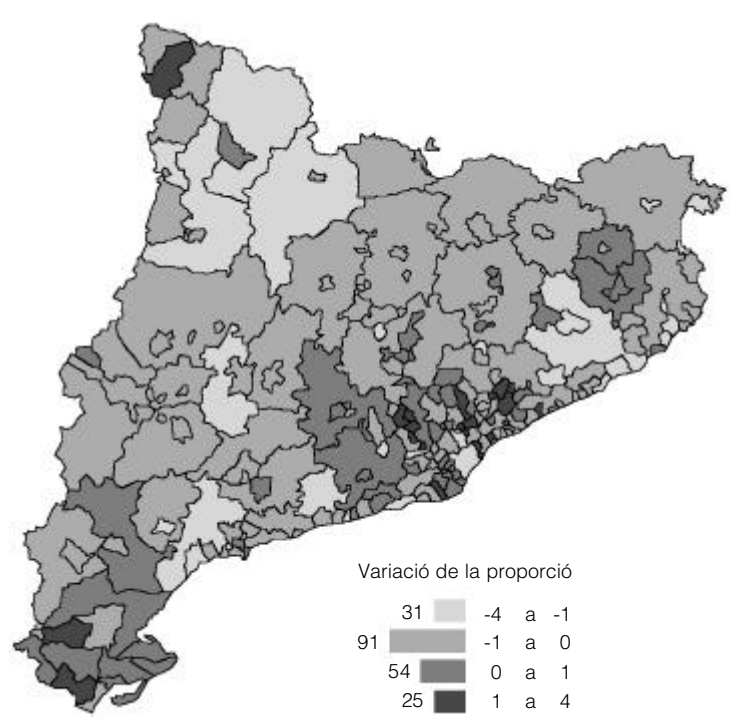 Variació de la proporció
31 -4 a -1
91 -1 a 0
54 0 a 1
25 1 a 4